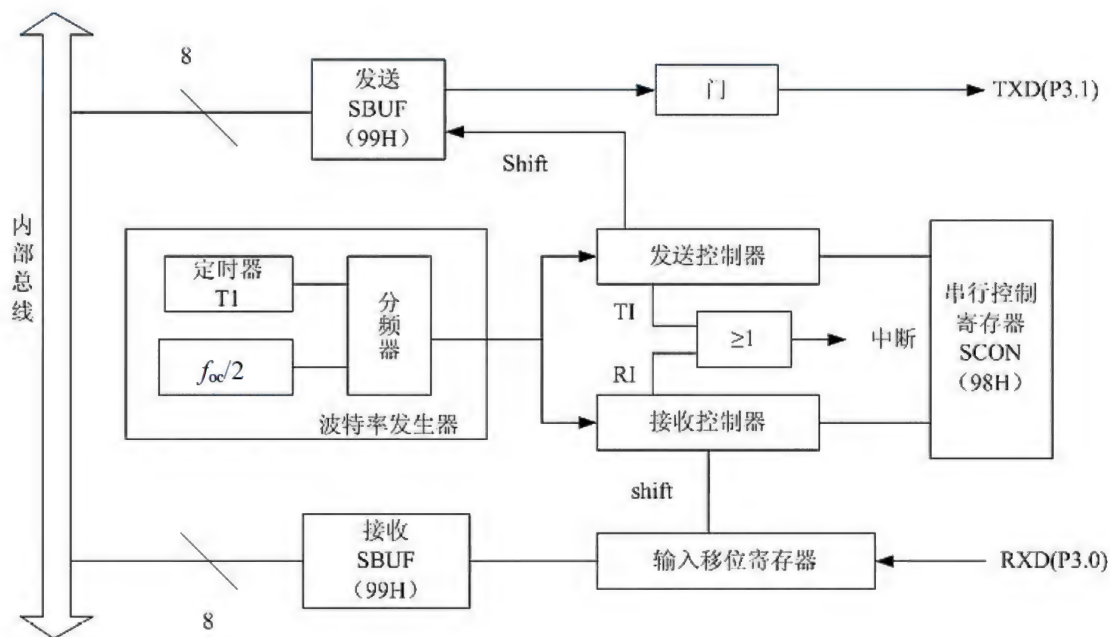 8
发送
SBUF
（99H）
门
TXD(P3.1)
Shift
内
部
总
线
定时器
T1
foc/2
分
频
器
波特率发生器
发送控制器
TI
≥1
中断
RI
接收控制器
串行控制
寄存器
SCON
（98H）
shift
接收
SBUF
（99H）
8
输入移位寄存器
RXD(P3.0)